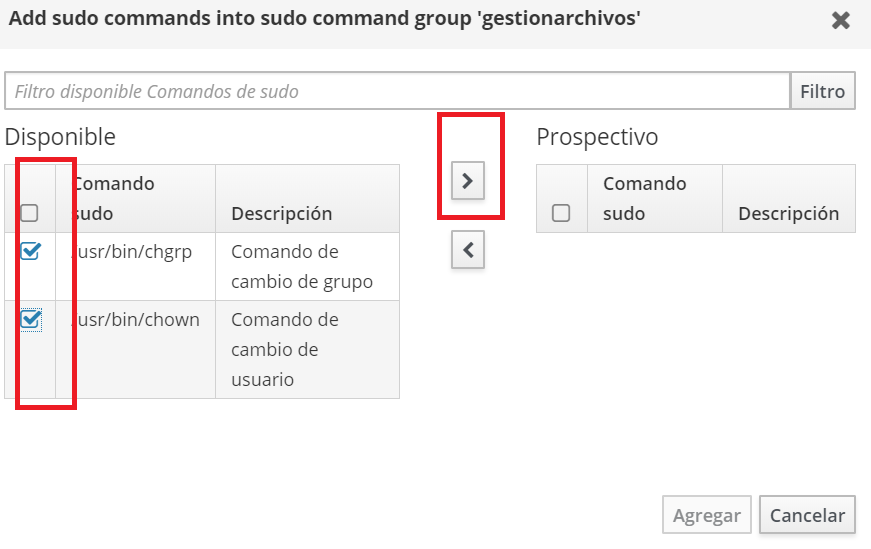 Add sudo commands into sudo command group 'gestionarchivos'
Filtro disponible Comandos de sudo
Filtro
Disponible
Comando
sudo
Descripción
/usr/bin/chgrp
Comando de
cambio de grupo
/usr/bin/chown
Comando de
cambio de
usuario
Prospectivo
Comando
sudo
Descripción
Agregar
Cancelar